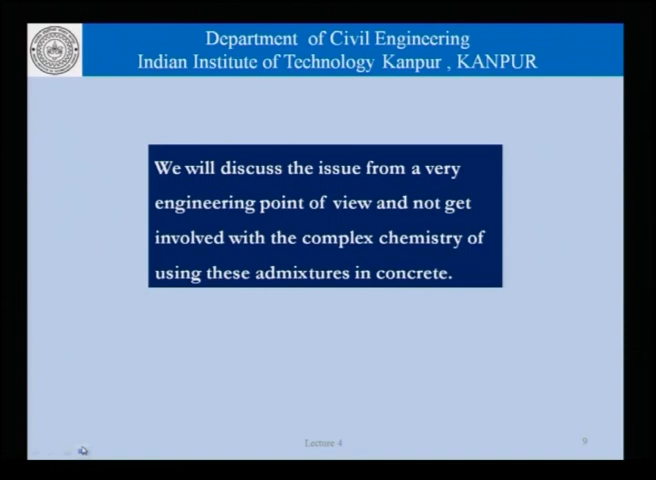 Department of Civil Engineering
Indian Institute of Technology Kanpur , KANPUR
We will discuss the issue from a very
engineering point of view and not get
involved with the complex chemistry of
using these admixtures in concrete.
Lecture 4
9